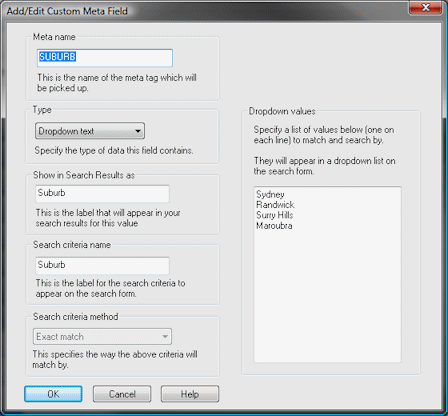 Add/Edit Custom Meta Field
Meta name
SUBURB
This is the name of the meta tag which will
be picked up.
Type
Dropdown text
Specify the type of data this field contains.
Show in Search Results as
Suburb
This is the label that will appear in your
search results for this value
Search criteria name
Suburb
This is the label for the search criteria to
appear on the search form.
Search criteria method
Exact match
This specifies the way the above criteria will
match by.
Dropdown values
Specify a list of values below (one on
each line) to match and search by.
They will appear in a dropdown list on
the search form.
Sydney
Randwick
Surry Hills
Maroubra
OK
Cancel
Help